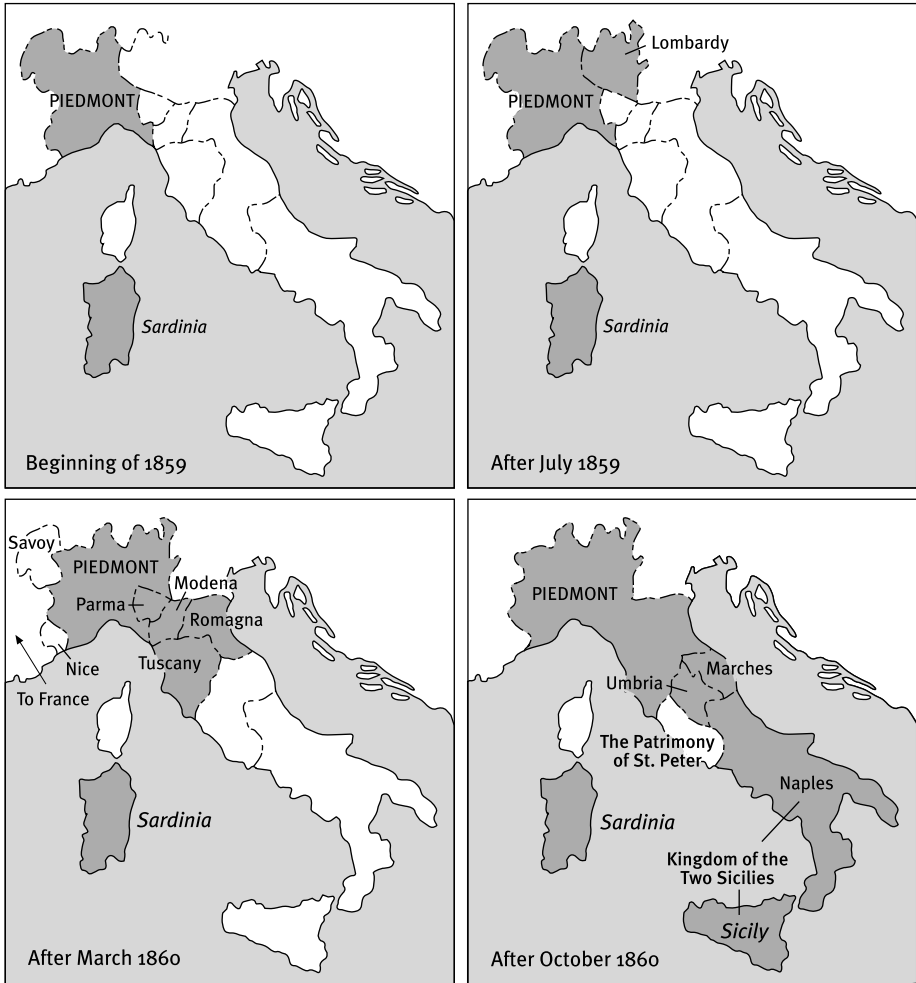 PIEDMONT
Sardinia
Beginning of 1859
Lombardy
PIEDMONT
Sardinia
After July 1859
Savoy
PIEDMONT
Modena
Parma
Romagna
Tuscany
Nice
To France
Sardinia
After March 1860
PIEDMONT
Marches
Umbria
The Patrimony
of St. Peter
Naples
Sardinia
Kingdom of the
Two Sicilies
Sicily
After October 1860